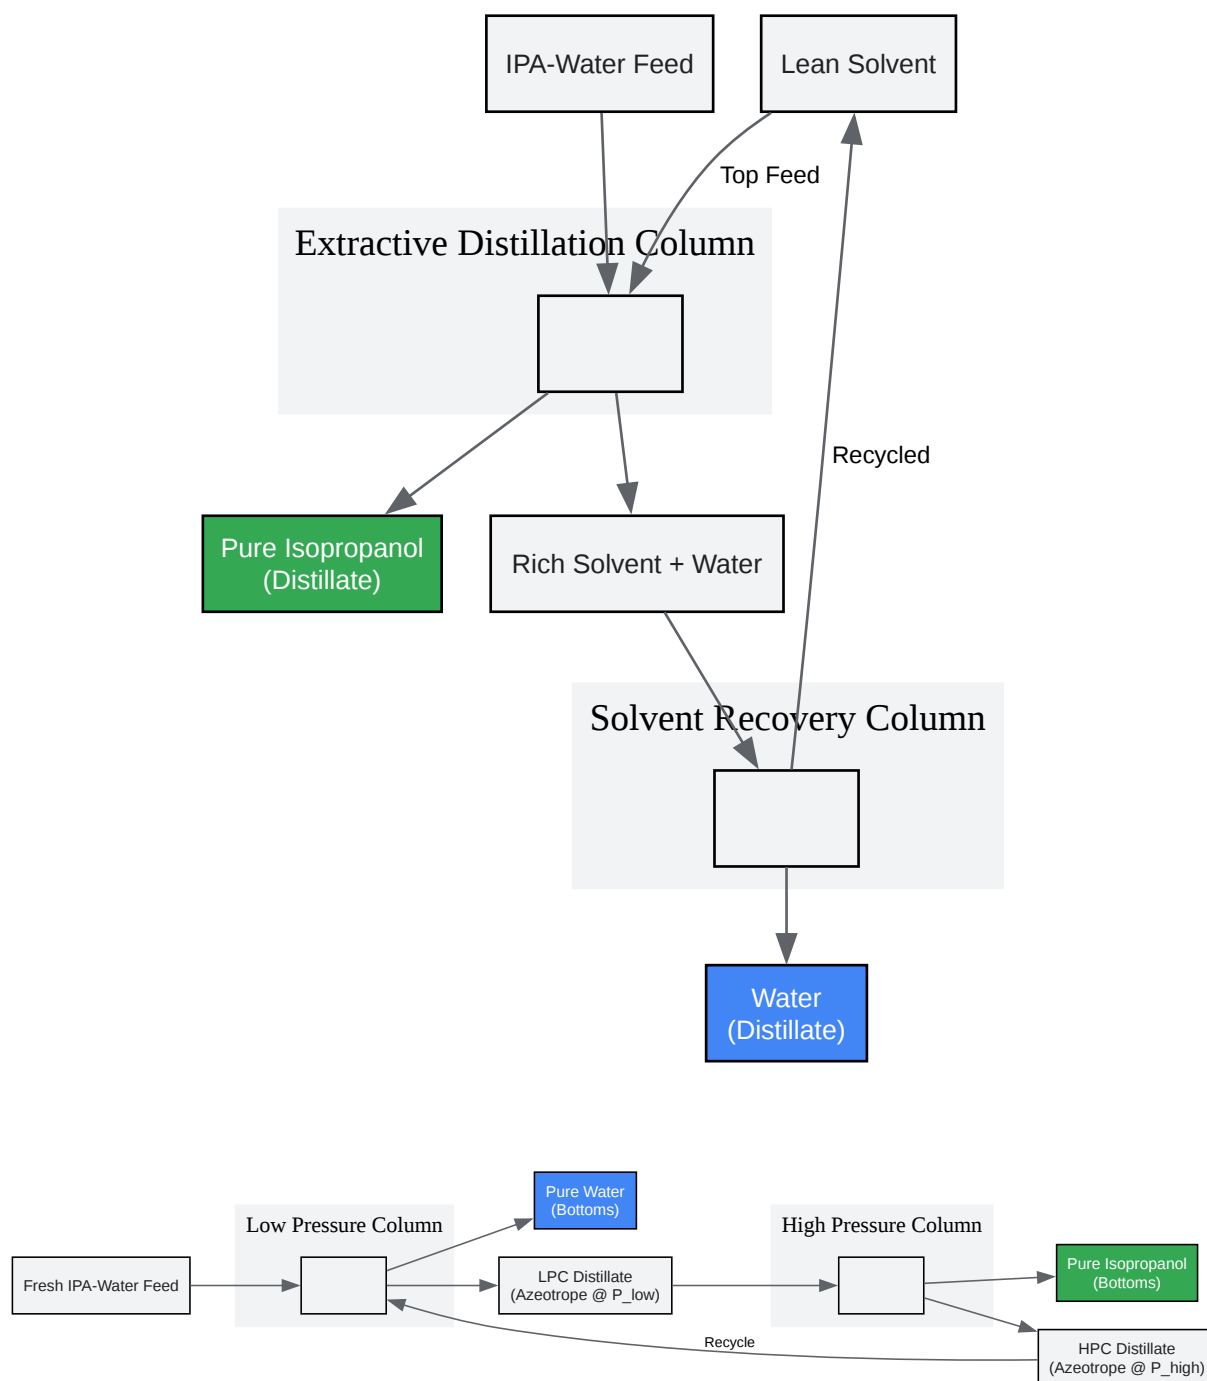 IPA-Water Feed
Lean Solvent
Top Feed
Extractive Distillation Column
Recycled
Pure Isopropanol
(Distillate)
Rich Solvent + Water
Solvent Recovery Column
Water
(Distillate)
Pure Water
(Bottoms)
Low Pressure Column
High Pressure Column
Fresh IPA-Water Feed
LPC Distillate
(Azeotrope @ P_low)
Pure Isopropanol
(Bottoms)
Recycle
HPC Distillate
(Azeotrope @ P_high)